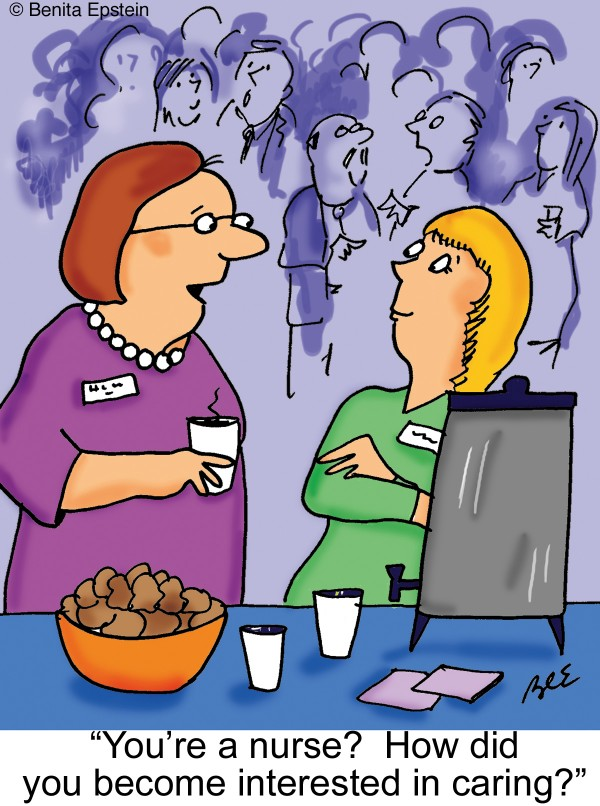 © Benita Epstein
BEE
“You’re a nurse?  How did
you become interested in caring?”